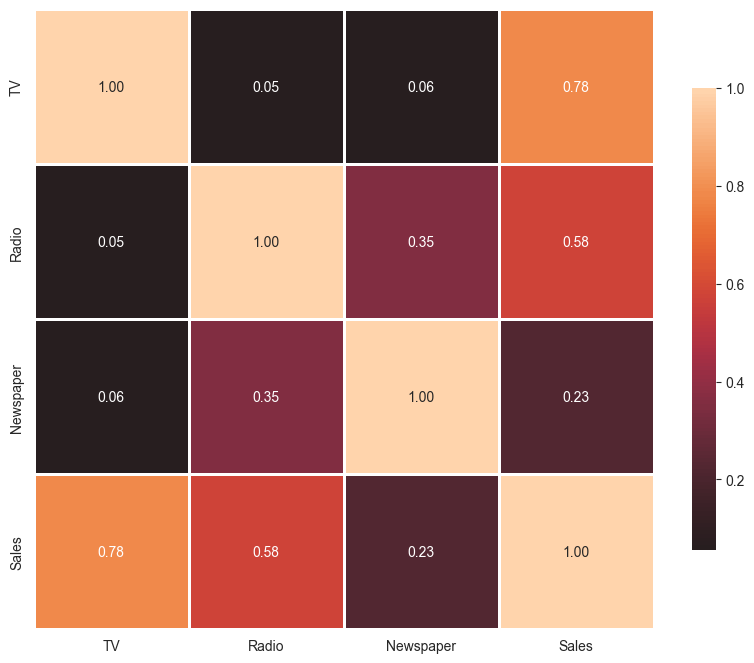 TV 1.00 0.05 0.06 0.78
Radio 0.05 1.00 0.35 0.58
Newspaper 0.06 0.35 1.00 0.23
Sales 0.78 0.58 0.23 1.00
TV Radio Newspaper Sales
1.0
0.8
0.6
0.4
0.2